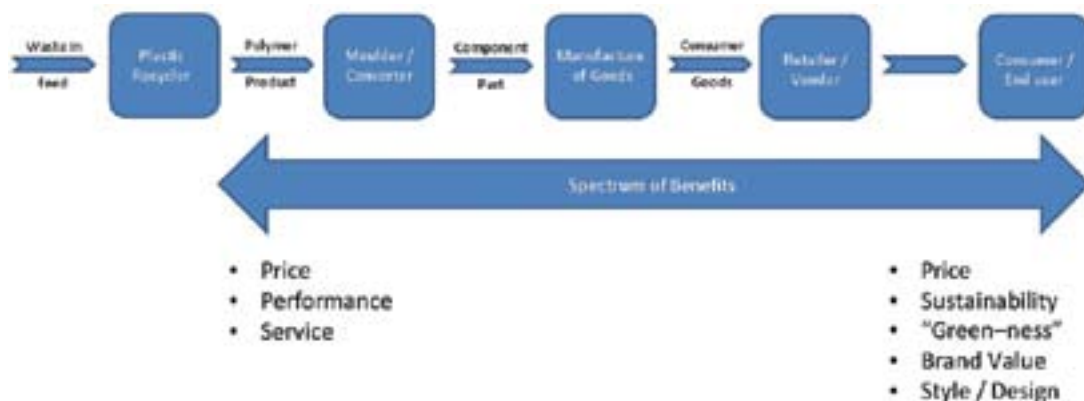 Waste in
feed
Plastic
Recycler
Polymer
Product
Moulder /
Converter
Component
Part
Manufacture
of Goods
Consumer
Goods
Retailer /
Vendor
Consumer /
End user
Spectrum of Benefits
• Price
• Performance
• Service
• Price
• Sustainability
• “Green–ness”
• Brand Value
• Style / Design